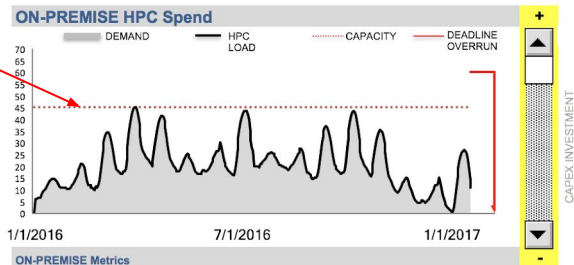 ON-PREMISE HPC Spend
+
DEMAND
HPC
LOAD
CAPACITY
DEADLINE
OVERRUN
70
65
60
55
50
45
40
35
30
25
20
15
10
5
0
1/1/2016
7/1/2016
1/1/2017
CAPEX INVESTMENT
-
ON-PREMISE Metrics